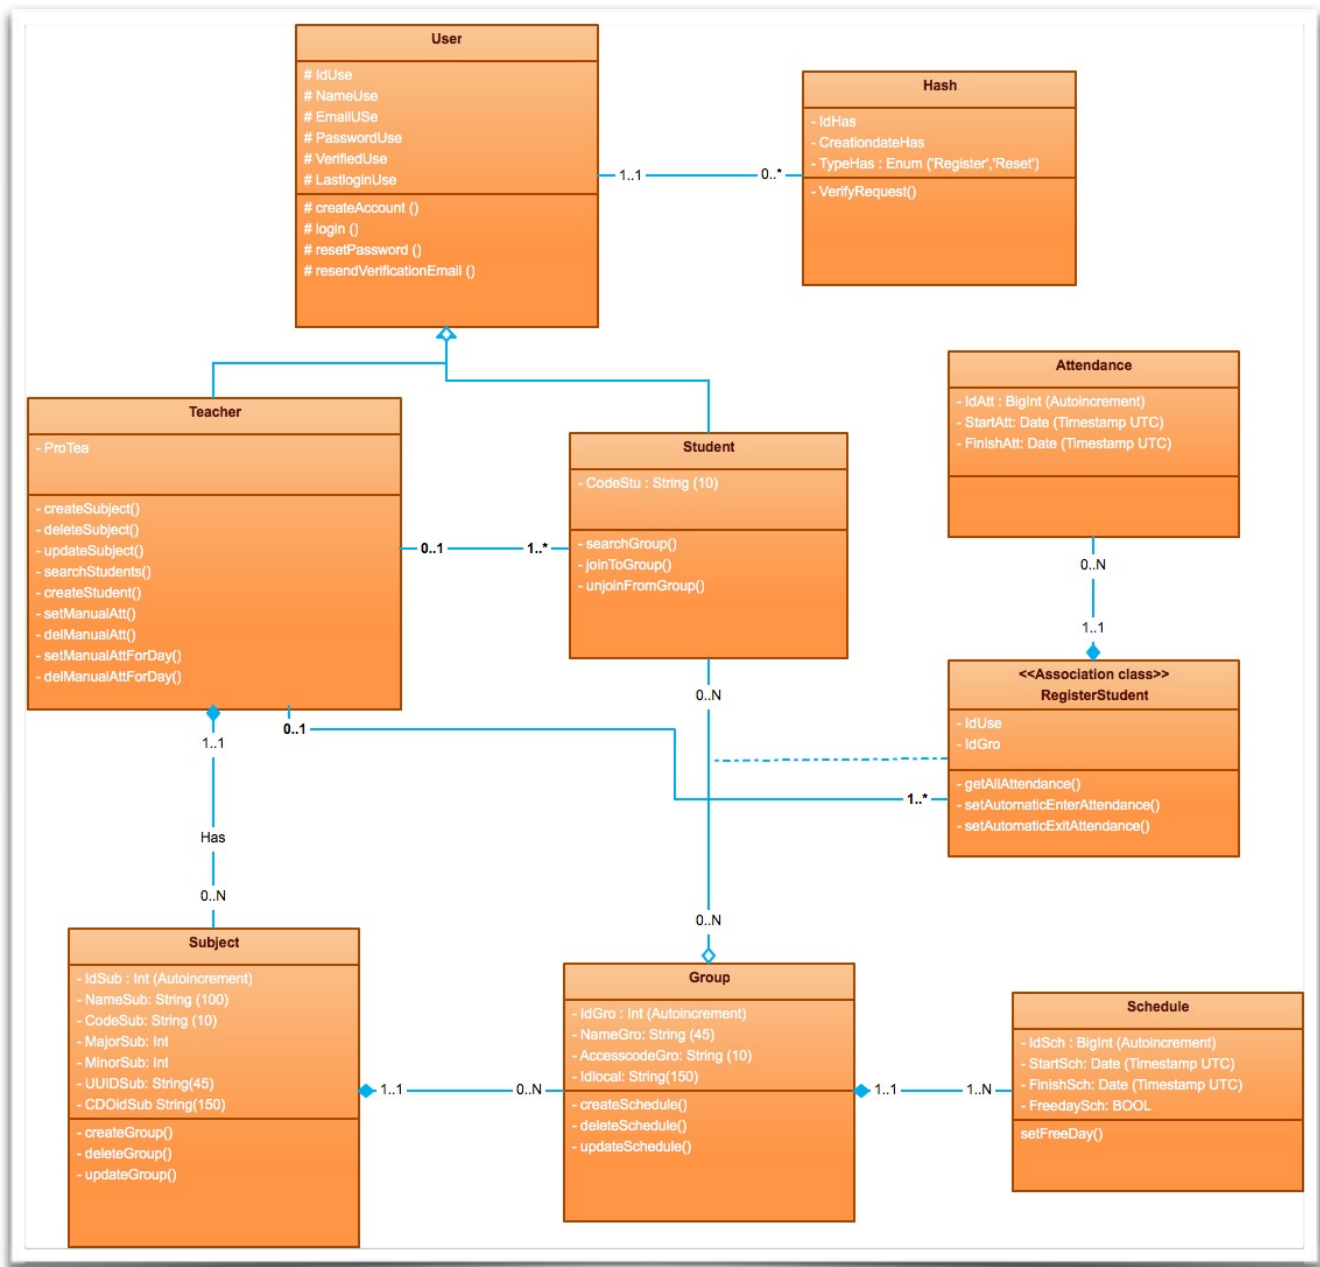 User
# IdUse
# NameUse
# EmailUSe
# PasswordUse
# VerifiedUse
# LastloginUse
# createAccount ()
# login ()
# resetPassword ()
# resendVerificationEmail ()
Hash
- IdHas
- CreationdateHas
- TypeHas : Enum ('Register','Reset')
- VerifyRequest()
1..1
0..*
Teacher
- ProTea
- createSubject()
- deleteSubject()
- updateSubject()
- searchStudents()
- createStudent()
- setManualAtt()
- delManualAtt()
- setManualAttForDay()
- delManualAttForDay()
0..1
1..*
Student
- CodeStu : String (10)
- searchGroup()
- joinToGroup()
- unjoinFromGroup()
Attendance
- IdAtt : BigInt (Autoincrement)
- StartAtt: Date (Timestamp UTC)
- FinishAtt: Date (Timestamp UTC)
0..N
1..1
<<Association class>>
RegisterStudent
- IdUse
- IdGro
- getAllAttendance()
- setAutomaticEnterAttendance()
- setAutomaticExitAttendance()
0..N
0..1
1..1
1..*
Has
0..N
0..N
Subject
- IdSub : Int (Autoincrement)
- NameSub: String (100)
- CodeSub: String (10)
- MajorSub: Int
- MinorSub: Int
- UUIDSub: String(45)
- CDOidSub String(150)
- createGroup()
- deleteGroup()
- updateGroup()
1..1
0..N
Group
- IdGro : Int (Autoincrement)
- NameGro: String (45)
- AccesscodeGro: String (10)
- Idlocal: String(150)
- createSchedule()
- deleteSchedule()
- updateSchedule()
1..1
1..N
Schedule
- IdSch : BigInt (Autoincrement)
- StartSch: Date (Timestamp UTC)
- FinishSch: Date (Timestamp UTC)
- FreedaySch: BOOL
setFreeDay()